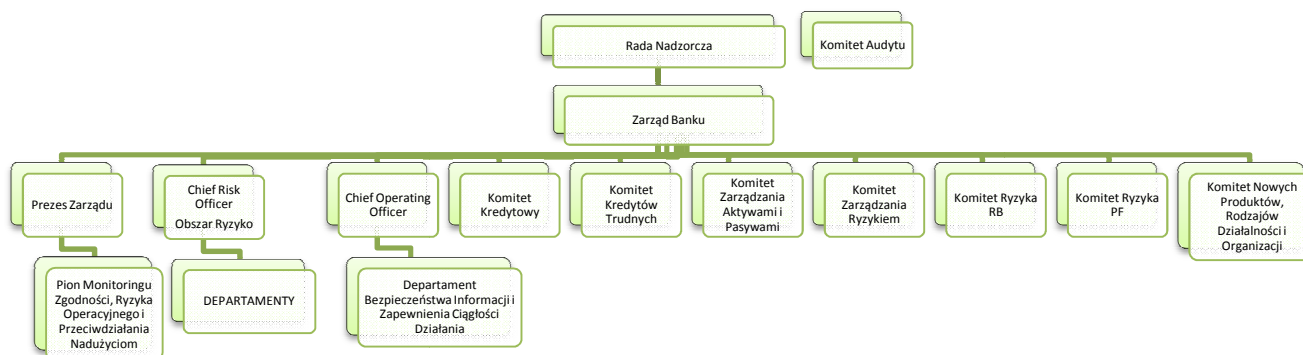 Rada Nadzorcza
Komitet Audytu
Zarząd Banku
Prezes Zarządu
Chief Risk
Officer
Obszar Ryzyko
Chief Operating
Officer
Komitet
Kredytowy
Komitet
Kredytów
Trudnych
Komitet
Zarządzania
Aktywami i
Pasywami
Komitet
Zarządzania
Ryzykiem
Komitet Ryzyka
RB
Komitet Ryzyka
PF
Komitet Nowych
Produktów,
Rodzajów
Działalności i
Organizacji
Pion Monitoringu
Zgodności, Ryzyka
Operacyjnego i
Przeciwdziałania
Nadużyciom
DEPARTAMENTY
Departament
Bezpieczeństwa Informacji i
Zapewnienia Ciągłości
Działania